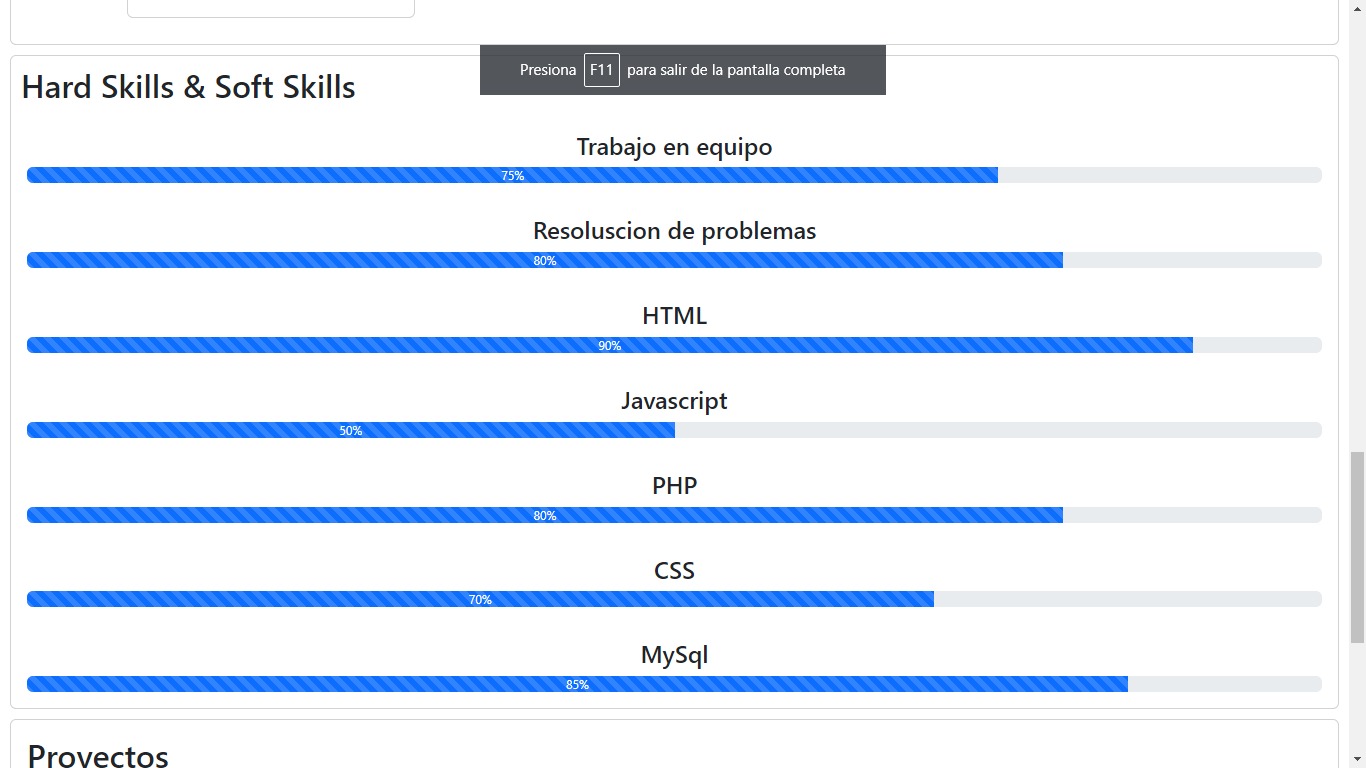 Presiona F11 para salir de la pantalla completa
Hard Skills & Soft Skills
Trabajo en equipo
75%
Resoluscion de problemas
80%
HTML
90%
Javascript
50%
PHP
80%
CSS
70%
MySql
85%
Proyectos